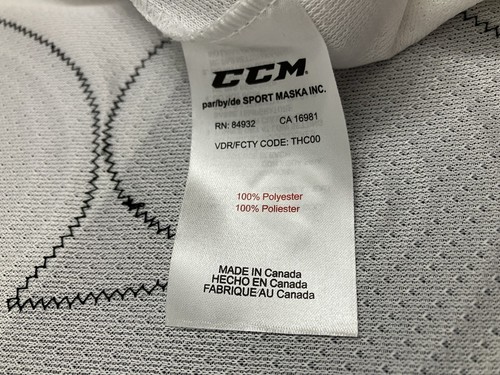 CCM
par/by/de SPORT MASKA INC.
RN: 84932 CA 16981
VDR/FCTY CODE: THC00
100% Polyester
100% Poliester
MADE IN Canada
HECHO EN Canada
FABRIQUE AU Canada